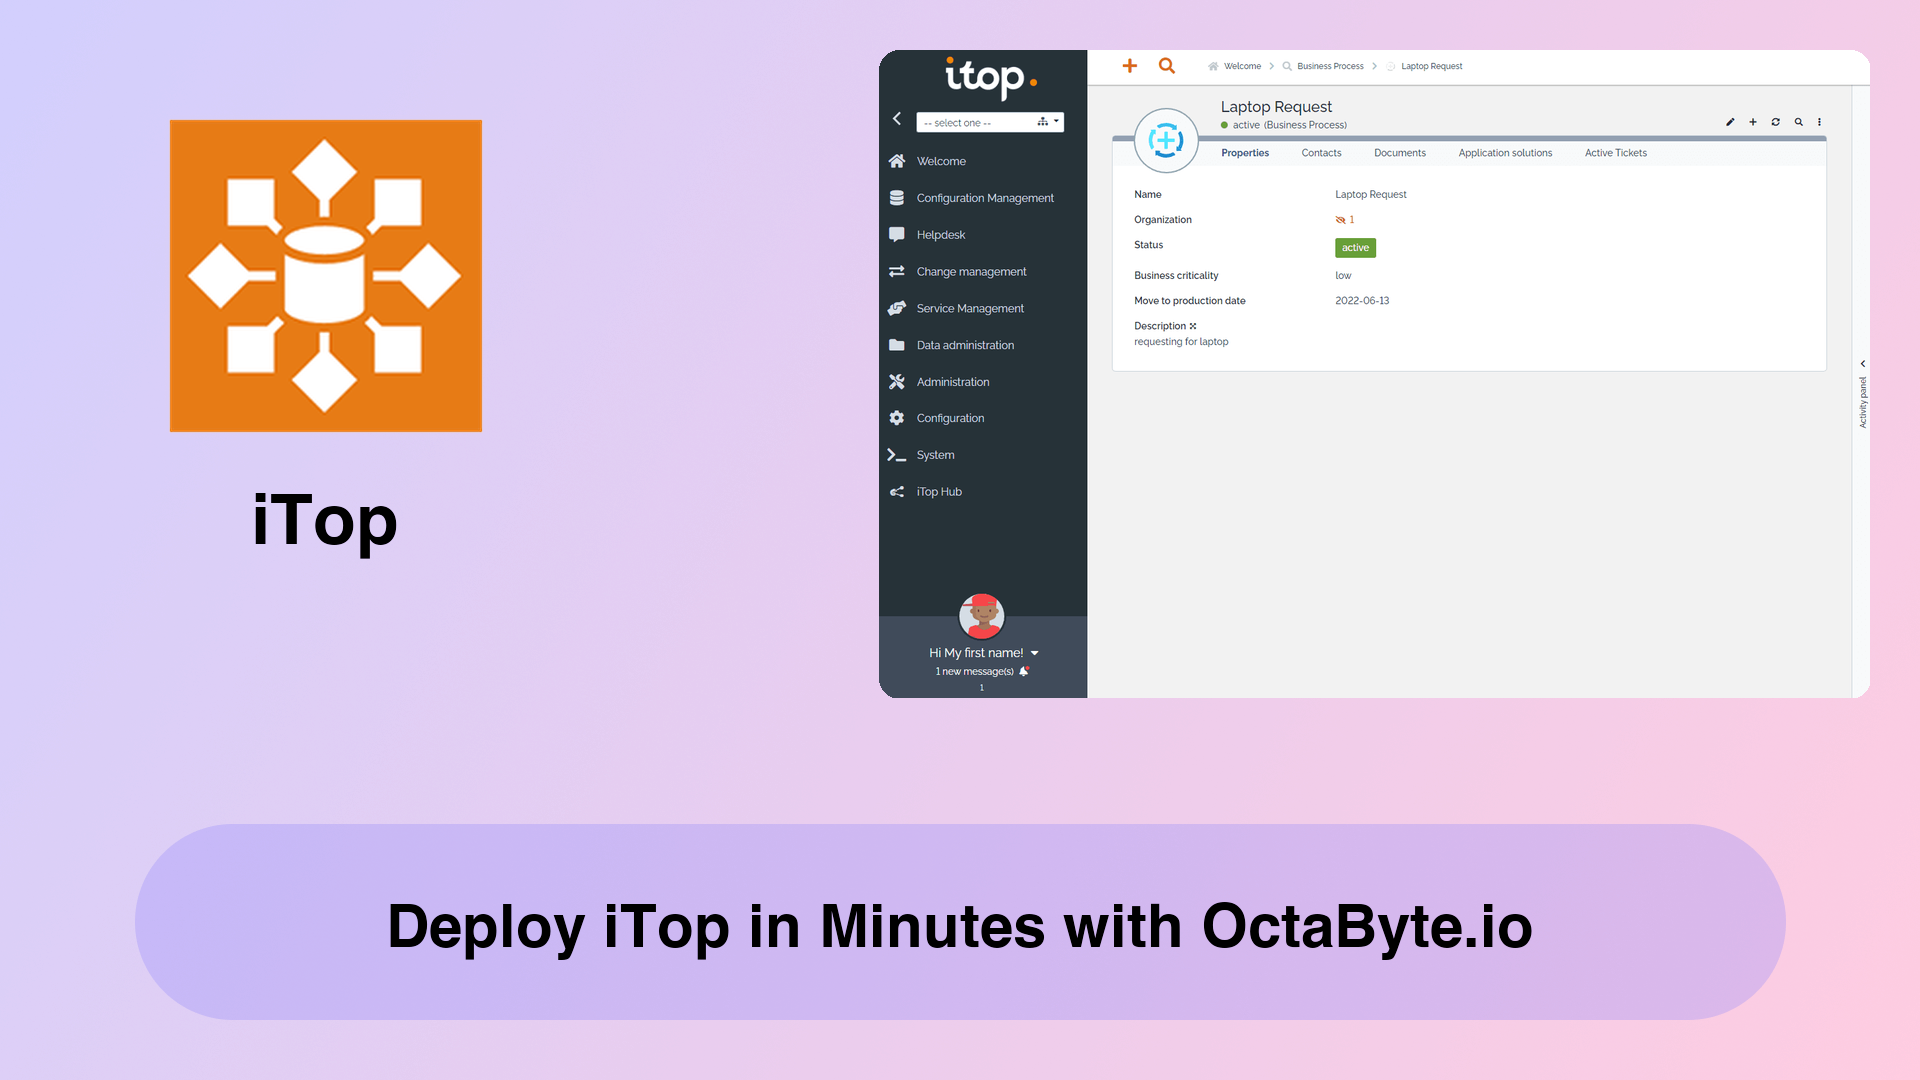 itop.
-- select one --
Welcome
Configuration Management
Helpdesk
Change management
Service Management
Data administration
Administration
Configuration
System
iTop Hub
Hi My first name!
1 new message(s)
1
Welcome > Business Process > Laptop Request
Laptop Request
active (Business Process)
Properties Contacts Documents Application solutions Active Tickets
Name Laptop Request
Organization 1
Status active
Business criticality low
Move to production date 2022-06-13
Description
requesting for laptop
Activity panel
iTop
Deploy iTop in Minutes with OctaByte.io